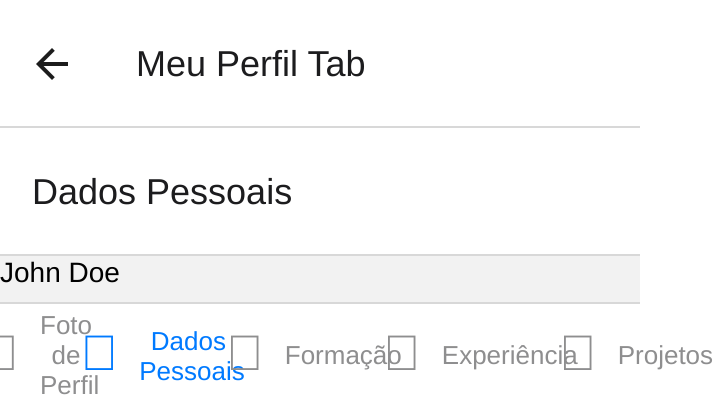 Meu Perfil Tab
Dados Pessoais
John Doe
Foto
de
Perfil
Dados
Pessoais
Formação
Experiência
Projetos